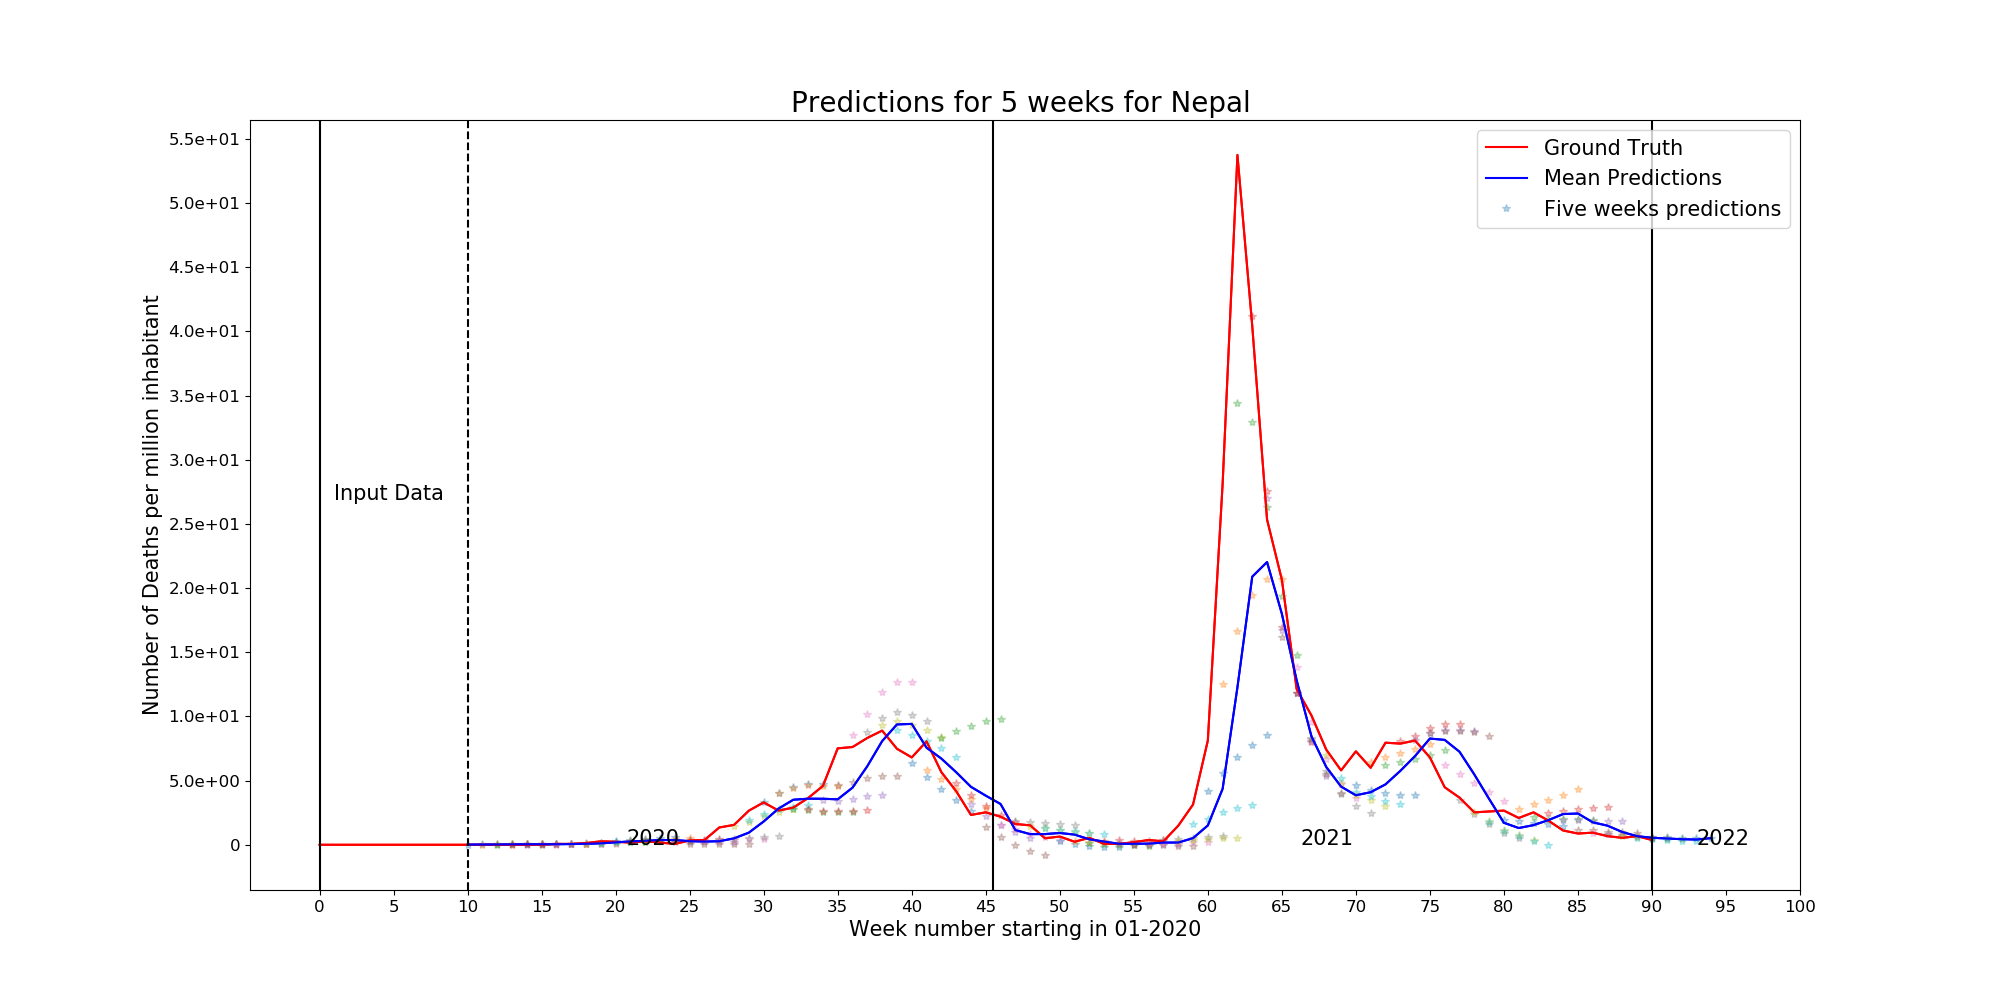 Predictions for 5 weeks for Nepal
5.5e+01
5.0e+01
4.5e+01
4.0e+01
3.5e+01
3.0e+01
2.5e+01
2.0e+01
1.5e+01
1.0e+01
5.0e+00
0
Number of Deaths per million inhabitant
Ground Truth
Mean Predictions
Five weeks predictions
Input Data
2020 2021 2022
0 5 10 15 20 25 30 35 40 45 50 55 60 65 70 75 80 85 90 95 100
Week number starting in 01-2020